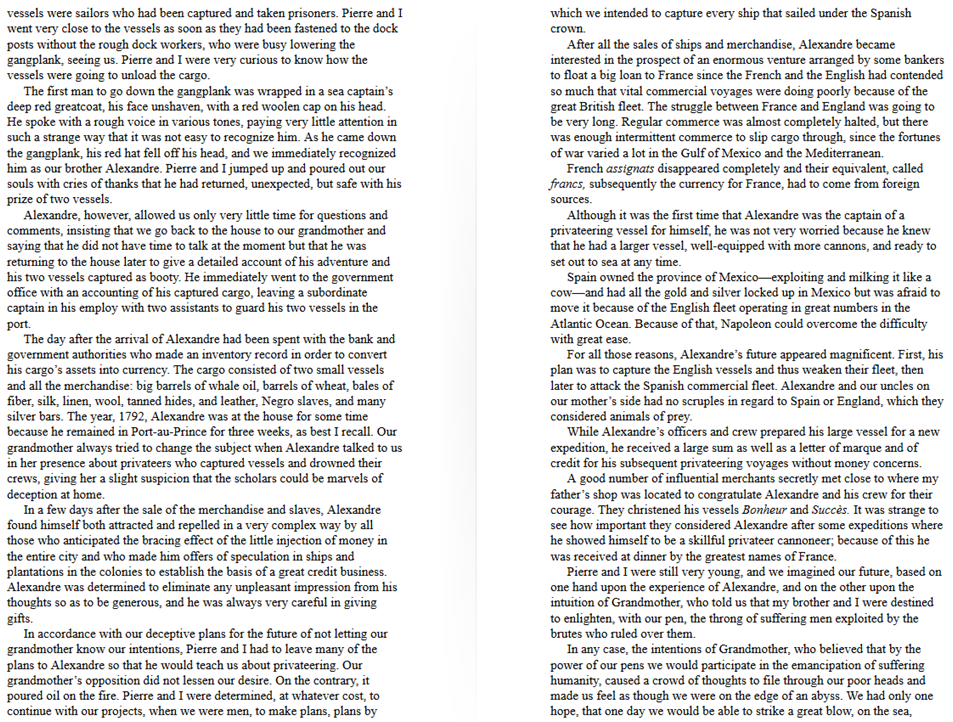 vessels were sailors who had been captured and taken prisoners. Pierre and I
went very close to the vessels as soon as they had been fastened to the dock
posts without the rough dock workers, who were busy lowering the
gangplank, seeing us. Pierre and I were very curious to know how the
vessels were going to unload the cargo.
The first man to go down the gangplank was wrapped in a sea captain's
deep red greatcoat, his face unshaven, with a red woolen cap on his head.
He spoke with a rough voice in various tones, paying very little attention in
such a strange way that it was not easy to recognize him. As he came down
the gangplank, his red hat fell off his head, and we immediately recognized
him as our brother Alexandre. Pierre and I jumped up and poured out our
souls with cries of thanks that he had returned, unexpected, but safe with his
prize of two vessels.
Alexandre, however, allowed us only very little time for questions and
comments, insisting that we go back to the house to our grandmother and
saying that he did not have time to talk at the moment but that he was
returning to the house later to give a detailed account of his adventure and
his two vessels captured as booty. He immediately went to the government
office with an accounting of his captured cargo, leaving a subordinate
captain in his employ with two assistants to guard his two vessels in the
port.
The day after the arrival of Alexandre had been spent with the bank and
government authorities who made an inventory record in order to convert
his cargo's assets into currency. The cargo consisted of two small vessels
and all the merchandise: big barrels of whale oil, barrels of wheat, bales of
fiber, silk, linen, wool, tanned hides, and leather, Negro slaves, and many
silver bars. The year, 1792, Alexandre was at the house for some time
because he remained in Port-au-Prince for three weeks, as best I recall. Our
grandmother always tried to change the subject when Alexandre talked to us
in her presence about privateers who captured vessels and drowned their
crews, giving her a slight suspicion that the scholars could be marvels of
deception at home.
In a few days after the sale of the merchandise and slaves, Alexandre
found himself both attracted and repelled in a very complex way by all
those who anticipated the bracing effect of the little injection of money in
the entire city and who made him offers of speculation in ships and
plantations in the colonies to establish the basis of a great credit business.
Alexandre was determined to eliminate any unpleasant impression from his
thoughts so as to be generous, and he was always very careful in giving
gifts.
In accordance with our deceptive plans for the future of not letting our
grandmother know our intentions, Pierre and I had to leave many of the
plans to Alexandre so that he would teach us about privateering. Our
grandmother's opposition did not lessen our desire. On the contrary, it
poured oil on the fire. Pierre and I were determined, at whatever cost, to
continue with our projects, when we were men, to make plans, plans by
which we intended to capture every ship that sailed under the Spanish
crown.
After all the sales of ships and merchandise, Alexandre became
interested in the prospect of an enormous venture arranged by some bankers
to float a big loan to France since the French and the English had contended
so much that vital commercial voyages were doing poorly because of the
great British fleet. The struggle between France and England was going to
be very long. Regular commerce was almost completely halted, but there
was enough intermittent commerce to slip cargo through, since the fortunes
of war varied a lot in the Gulf of Mexico and the Mediterranean.
French assignats disappeared completely and their equivalent, called
francs, subsequently the currency for France, had to come from foreign
sources.
Although it was the first time that Alexandre was the captain of a
privateering vessel for himself, he was not very worried because he knew
that he had a larger vessel, well-equipped with more cannons, and ready to
set out to sea at any time.
Spain owned the province of Mexico—exploiting and milking it like a
cow—and had all the gold and silver locked up in Mexico but was afraid to
move it because of the English fleet operating in great numbers in the
Atlantic Ocean. Because of that, Napoleon could overcome the difficulty
with great ease.
For all those reasons, Alexandre's future appeared magnificent. First, his
plan was to capture the English vessels and thus weaken their fleet, then
later to attack the Spanish commercial fleet. Alexandre and our uncles on
our mother's side had no scruples in regard to Spain or England, which they
considered animals of prey.
While Alexandre's officers and crew prepared his large vessel for a new
expedition, he received a large sum as well as a letter of marque and of
credit for his subsequent privateering voyages without money concerns.
A good number of influential merchants secretly met close to where my
father's shop was located to congratulate Alexandre and his crew for their
courage. They christened his vessels Bonheur and Succès. It was strange to
see how important they considered Alexandre after some expeditions where
he showed himself to be a skillful privateer cannoneer; because of this he
was received at dinner by the greatest names of France.
Pierre and I were still very young, and we imagined our future, based on
one hand upon the experience of Alexandre, and on the other upon the
intuition of Grandmother, who told us that my brother and I were destined
to enlighten, with our pen, the throng of suffering men exploited by the
brutes who ruled over them.
In any case, the intentions of Grandmother, who believed that by the
power of our pens we would participate in the emancipation of suffering
humanity, caused a crowd of thoughts to file through our poor heads and
made us feel as though we were on the edge of an abyss. We had only one
hope, that one day we would be able to strike a great blow, on the sea,